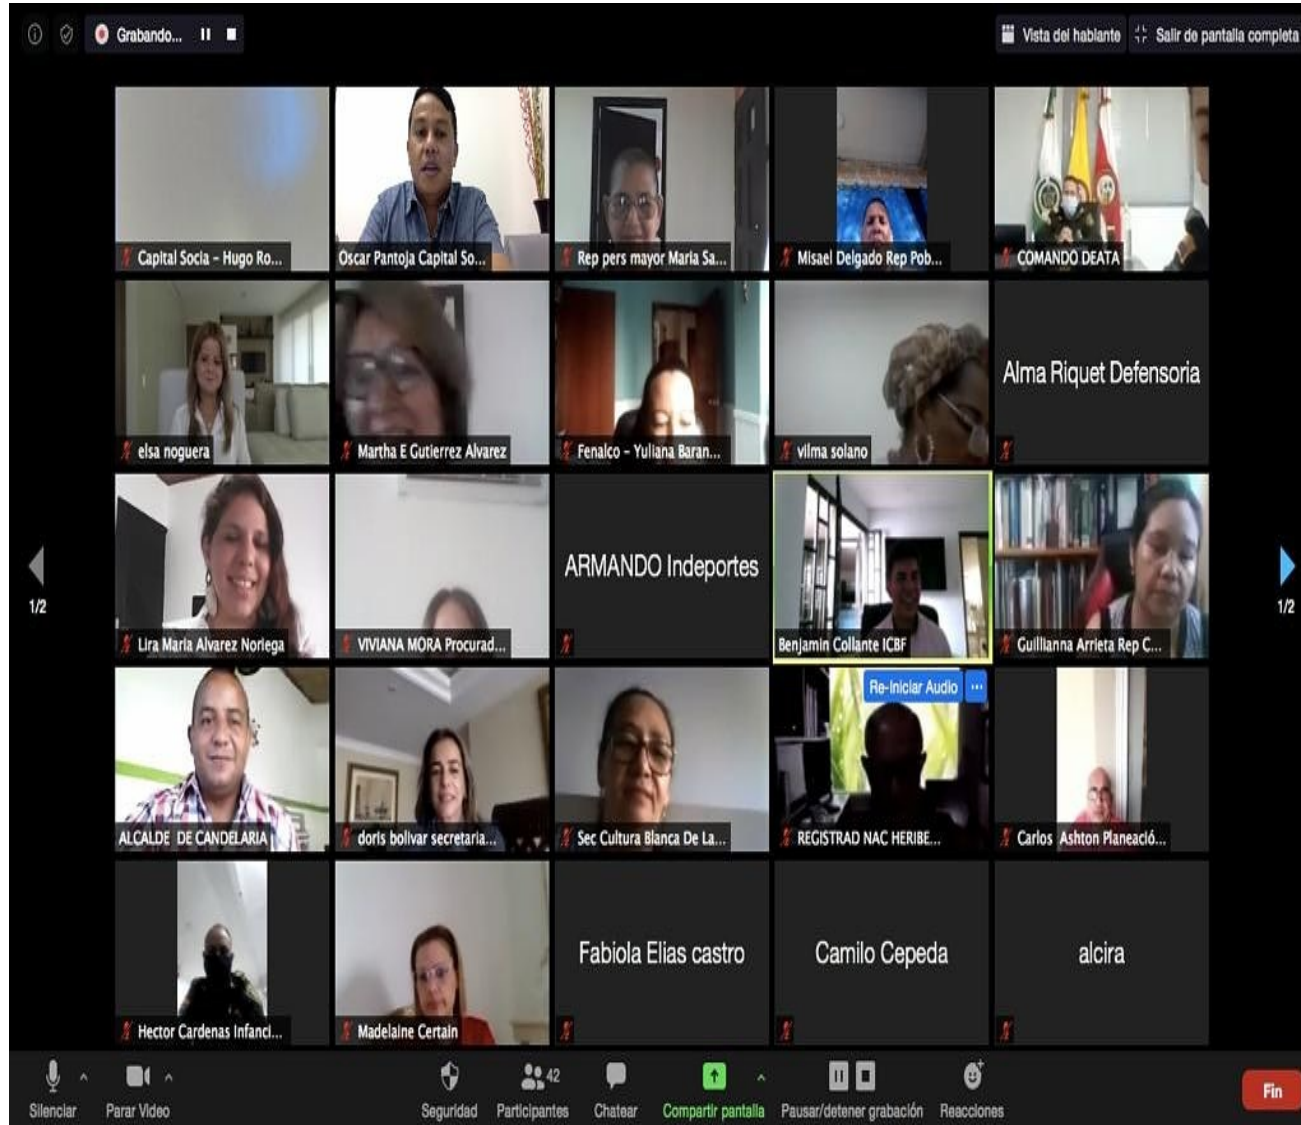 Grabando...
Vista del hablante
Salir de pantalla completa
Capital Socia – Hugo Ro...
Oscar Pantoja Capital So...
Rep pers mayor Maria Sa...
Misael Delgado Rep Pob...
COMANDO DEATA
elsa noguera
Martha E Gutierrez Alvarez
Fenalco – Yuliana Baran...
vilma solano
Alma Riquet Defensoria
Lira Maria Alvarez Noriega
VIVIANA MORA Procurad...
ARMANDO Indeportes
Benjamin Collante ICBF
Guillianna Arrieta Rep C...
1/2
1/2
ALCALDE DE CANDELARIA
doris bolivar secretaria...
Sec Cultura Blanca De La...
Re-Iniciar Audio ...
REGISTRAD NAC HERIBE...
Carlos Ashton Planeació...
Hector Cardenas Infanci...
Madelaine Certain
Fabiola Elias castro
Camilo Cepeda
alcira
Silenciar
Parar Video
Seguridad
42
Participantes
Chatear
Compartir pantalla
Pausar/detener grabación
Reacciones
Fin